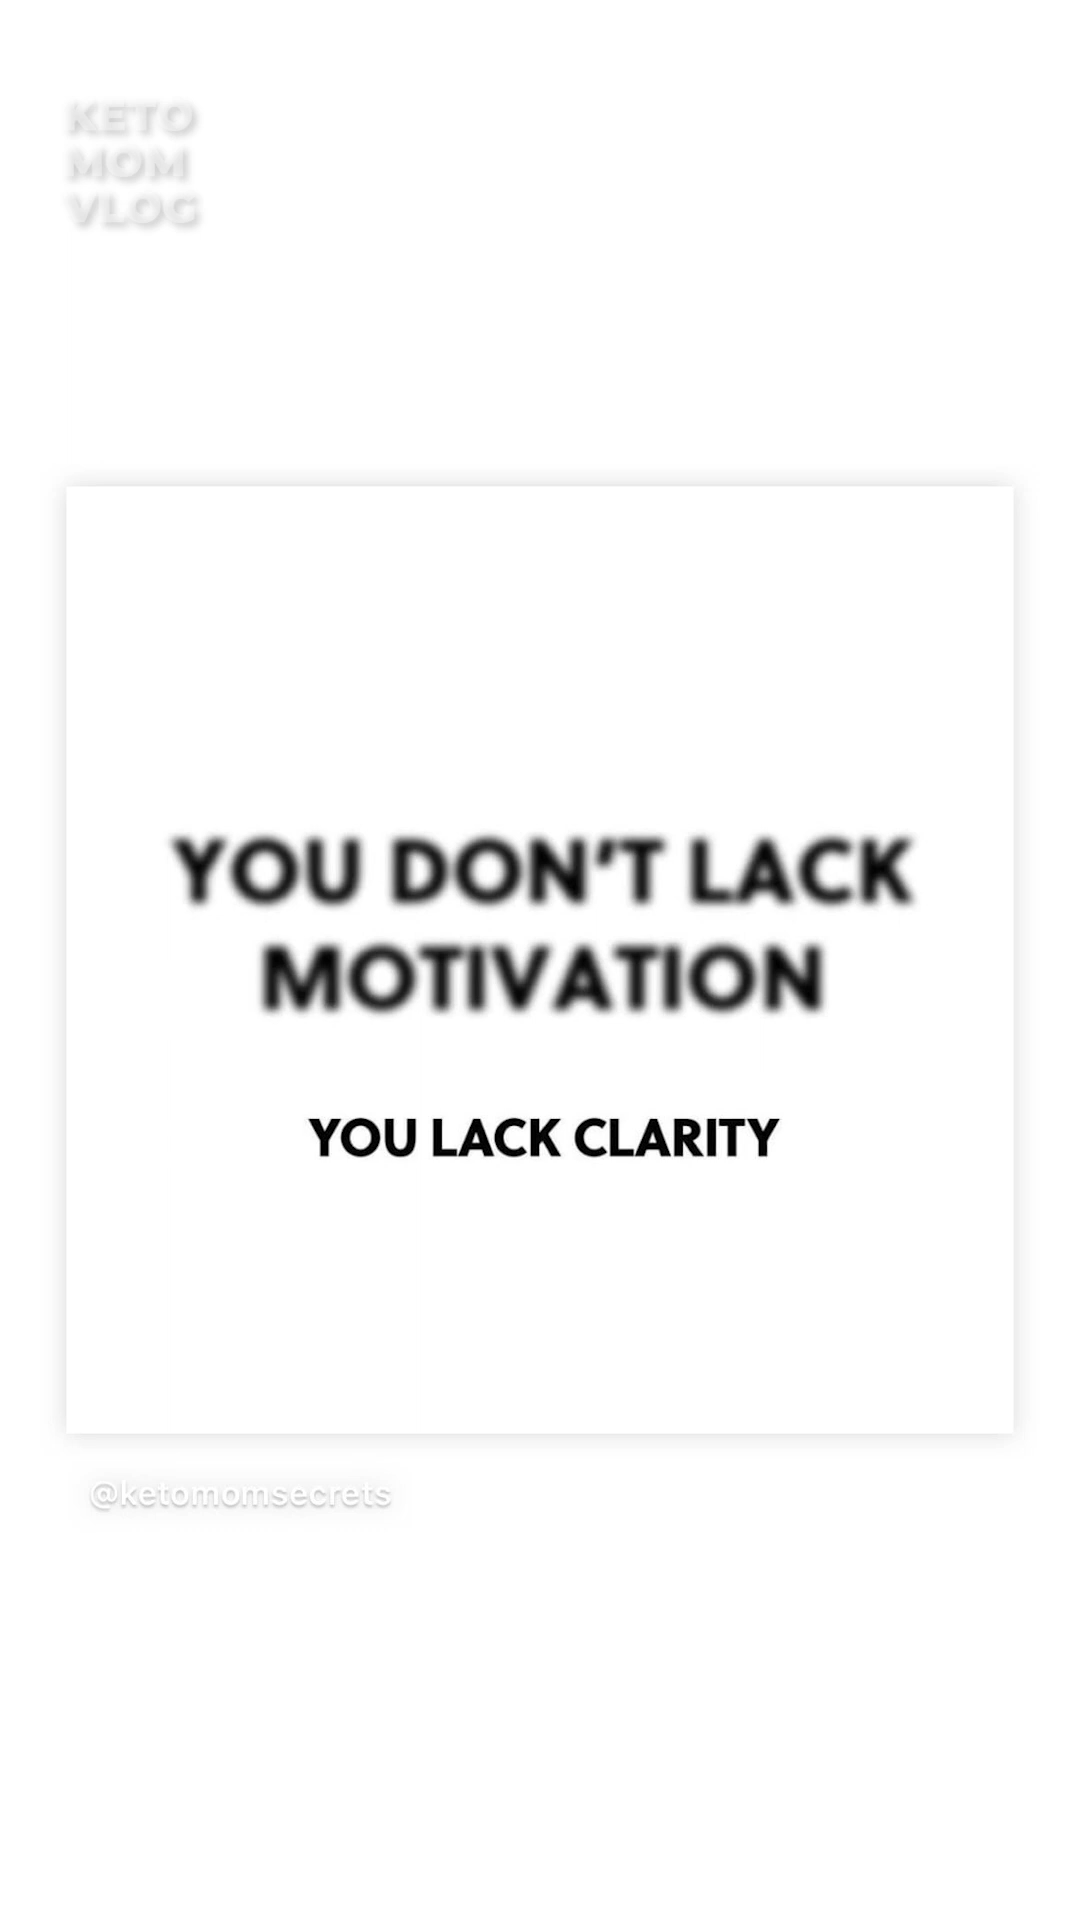 KETO
MOM
VLOG
YOU DON'T LACK
MOTIVATION
YOU LACK CLARITY
@ketomomsecrets